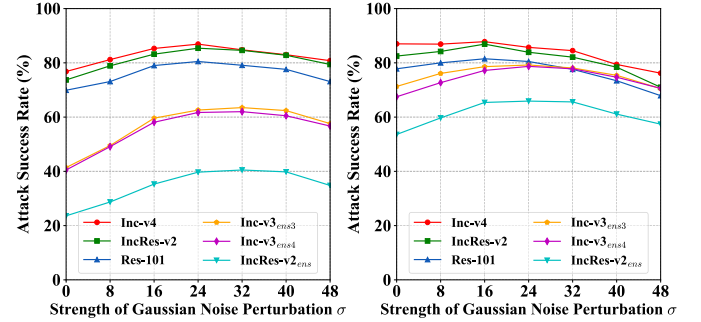 Attack Success Rate (%)
100
80
60
40
20
0
Inc-v4
IncRes-v2
Res-101
Inc-v3ens3
Inc-v3ens4
IncRes-v2ens
0 8 16 24 32 40 48
Strength of Gaussian Noise Perturbation σ
Attack Success Rate (%)
100
80
60
40
20
0
Inc-v4
IncRes-v2
Res-101
Inc-v3ens3
Inc-v3ens4
IncRes-v2ens
0 8 16 24 32 40 48
Strength of Gaussian Noise Perturbation σ